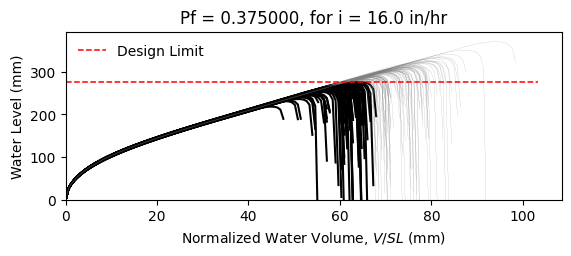 Pf = 0.375000, for i = 16.0 in/hr
Design Limit
Water Level (mm)
300
200
100
0
0 20 40 60 80 100
Normalized Water Volume, V/SL (mm)